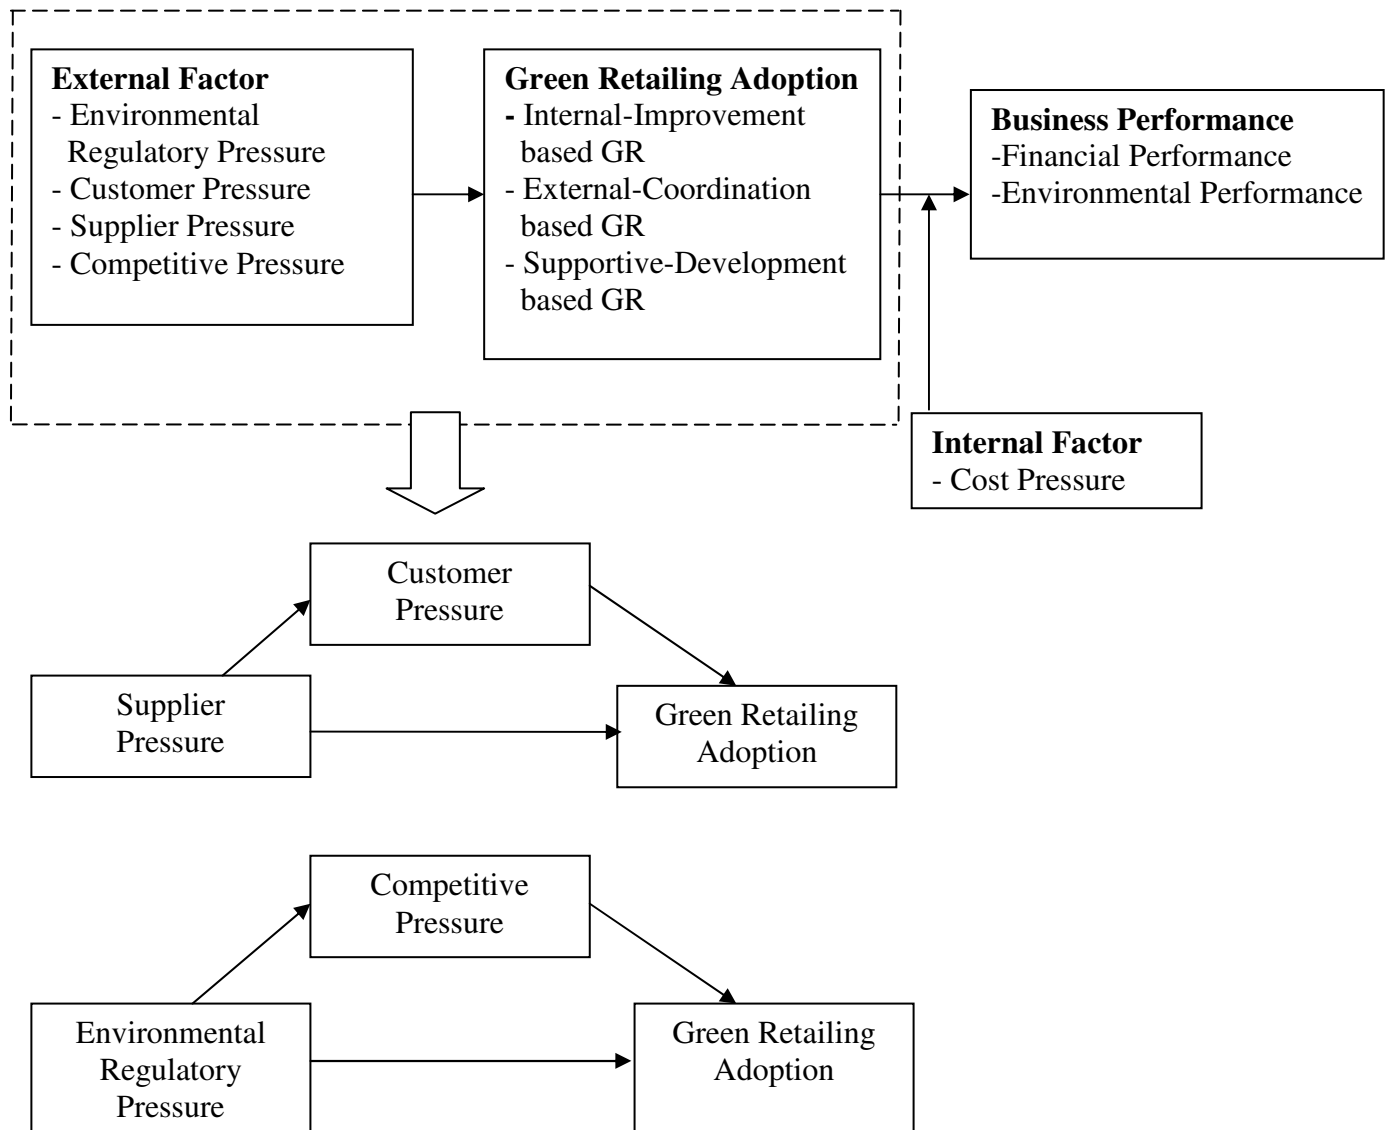 External Factor
- Environmental
Regulatory Pressure
- Customer Pressure
- Supplier Pressure
- Competitive Pressure
Green Retailing Adoption
- Internal-Improvement
based GR
- External-Coordination
based GR
- Supportive-Development
based GR
Business Performance
-Financial Performance
-Environmental Performance
Internal Factor
- Cost Pressure
Customer
Pressure
Supplier
Pressure
Green Retailing
Adoption
Competitive
Pressure
Environmental
Regulatory
Pressure
Green Retailing
Adoption